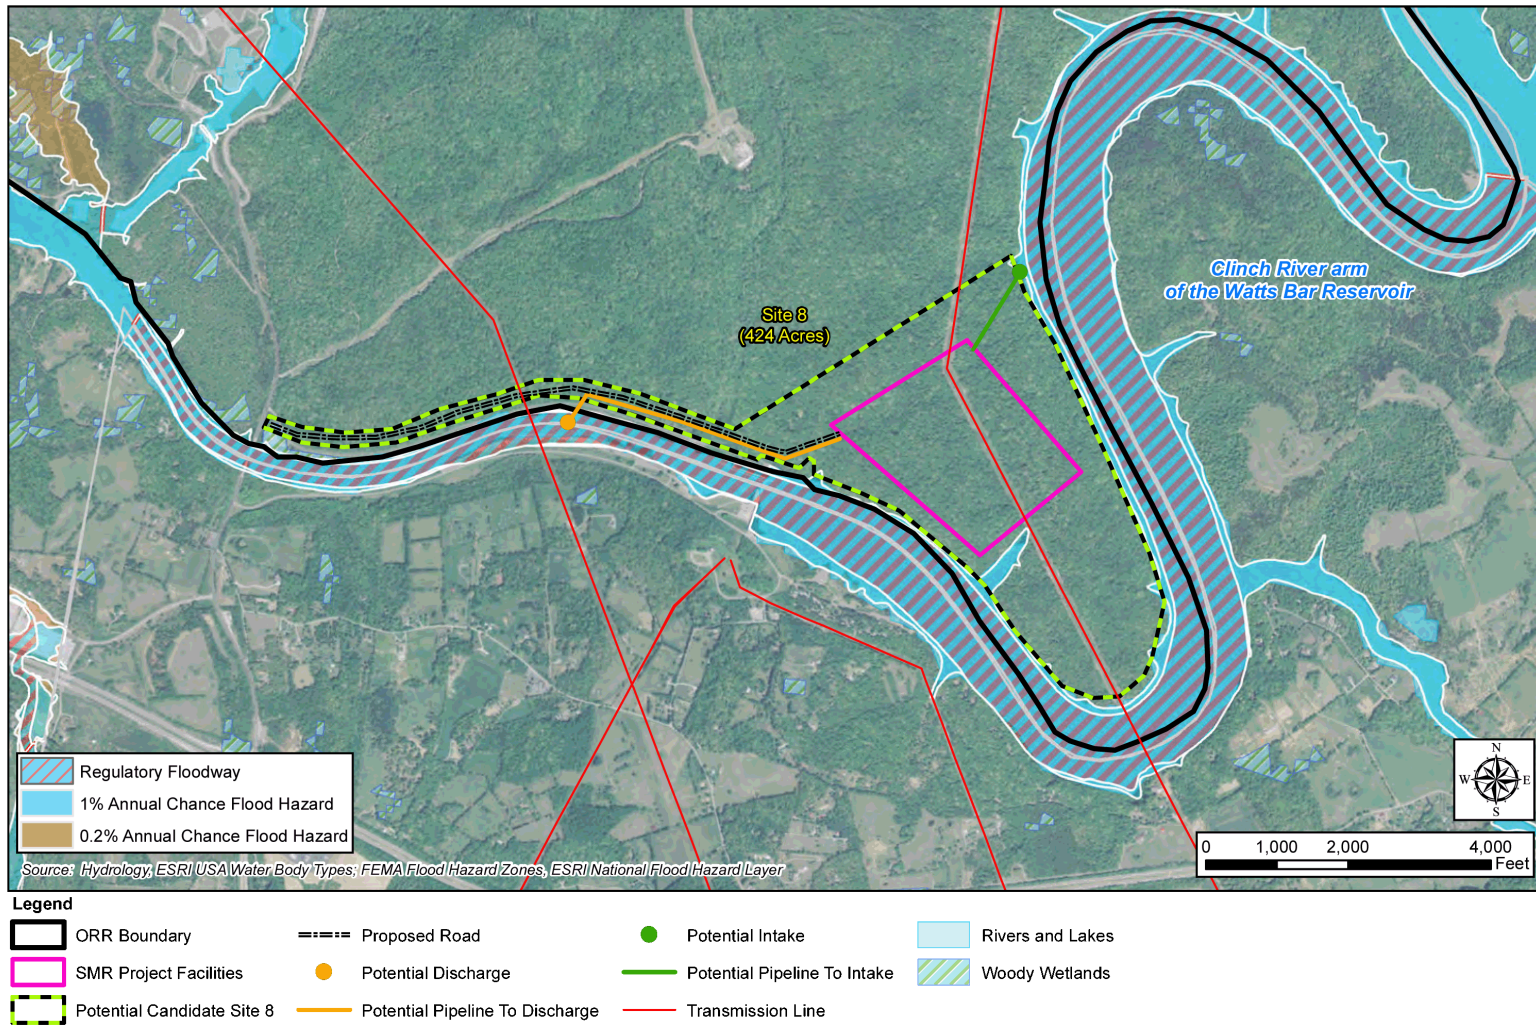 Clinch River arm
of the Watts Bar Reservoir
Site 8
(424 Acres)
Regulatory Floodway
1% Annual Chance Flood Hazard
0.2% Annual Chance Flood Hazard
Source: Hydrology, ESRI USA Water Body Types; FEMA Flood Hazard Zones, ESRI National Flood Hazard Layer
N
W E
S
0 1,000 2,000 4,000
Feet
Legend
ORR Boundary
SMR Project Facilities
Potential Candidate Site 8
Proposed Road
Potential Discharge
Potential Pipeline To Discharge
Potential Intake
Potential Pipeline To Intake
Transmission Line
Rivers and Lakes
Woody Wetlands